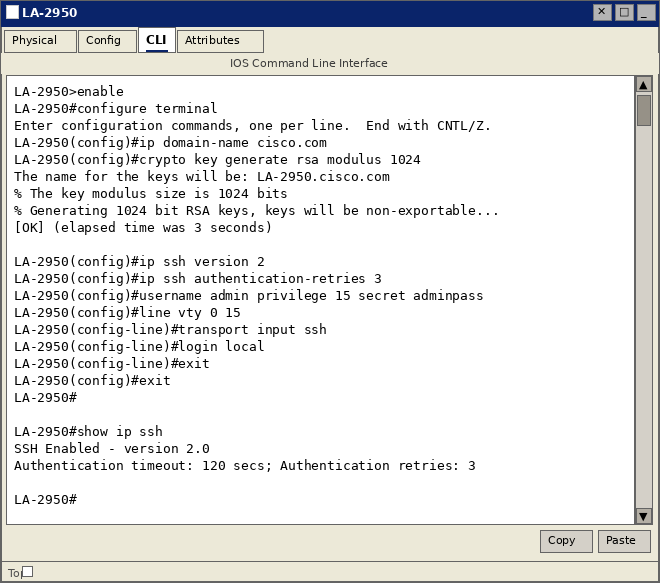 LA-2950
Physical Config CLI Attributes
IOS Command Line Interface
LA-2950>enable
LA-2950#configure terminal
Enter configuration commands, one per line.  End with CNTL/Z.
LA-2950(config)#ip domain-name cisco.com
LA-2950(config)#crypto key generate rsa modulus 1024
The name for the keys will be: LA-2950.cisco.com
% The key modulus size is 1024 bits
% Generating 1024 bit RSA keys, keys will be non-exportable...
[OK] (elapsed time was 3 seconds)
LA-2950(config)#ip ssh version 2
LA-2950(config)#ip ssh authentication-retries 3
LA-2950(config)#username admin privilege 15 secret adminpass
LA-2950(config)#line vty 0 15
LA-2950(config-line)#transport input ssh
LA-2950(config-line)#login local
LA-2950(config-line)#exit
LA-2950(config)#exit
LA-2950#
LA-2950#show ip ssh
SSH Enabled - version 2.0
Authentication timeout: 120 secs; Authentication retries: 3
LA-2950#
Copy Paste